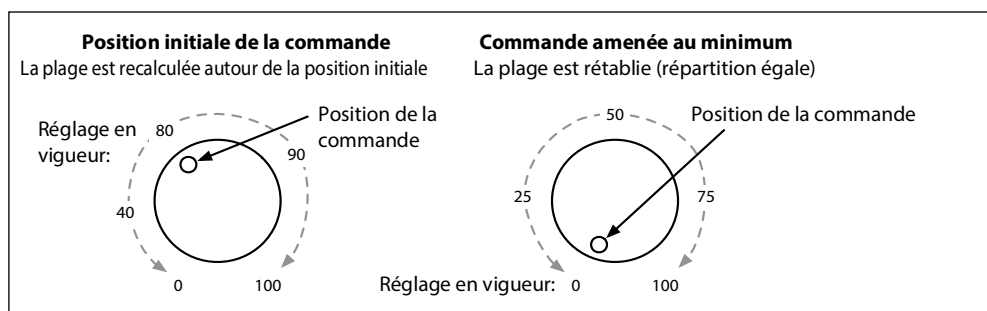 Position initiale de la commande
La plage est recalculée autour de la position initiale
Réglage en
vigueur:
Position de la
commande
80
90
40
0
100
Commande amenée au minimum
La plage est rétablie (répartition égale)
50
Position de la commande
25
75
Réglage en vigueur:
0
100